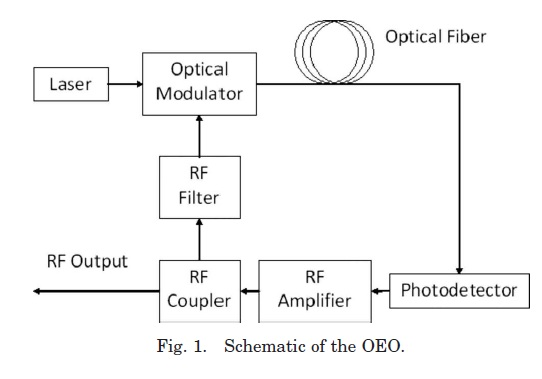 Optical Fiber
Laser
Optical
Modulator
RF
Filter
RF Output
RF
Coupler
RF
Amplifier
Photodetector
Fig. 1. Schematic of the OEO.